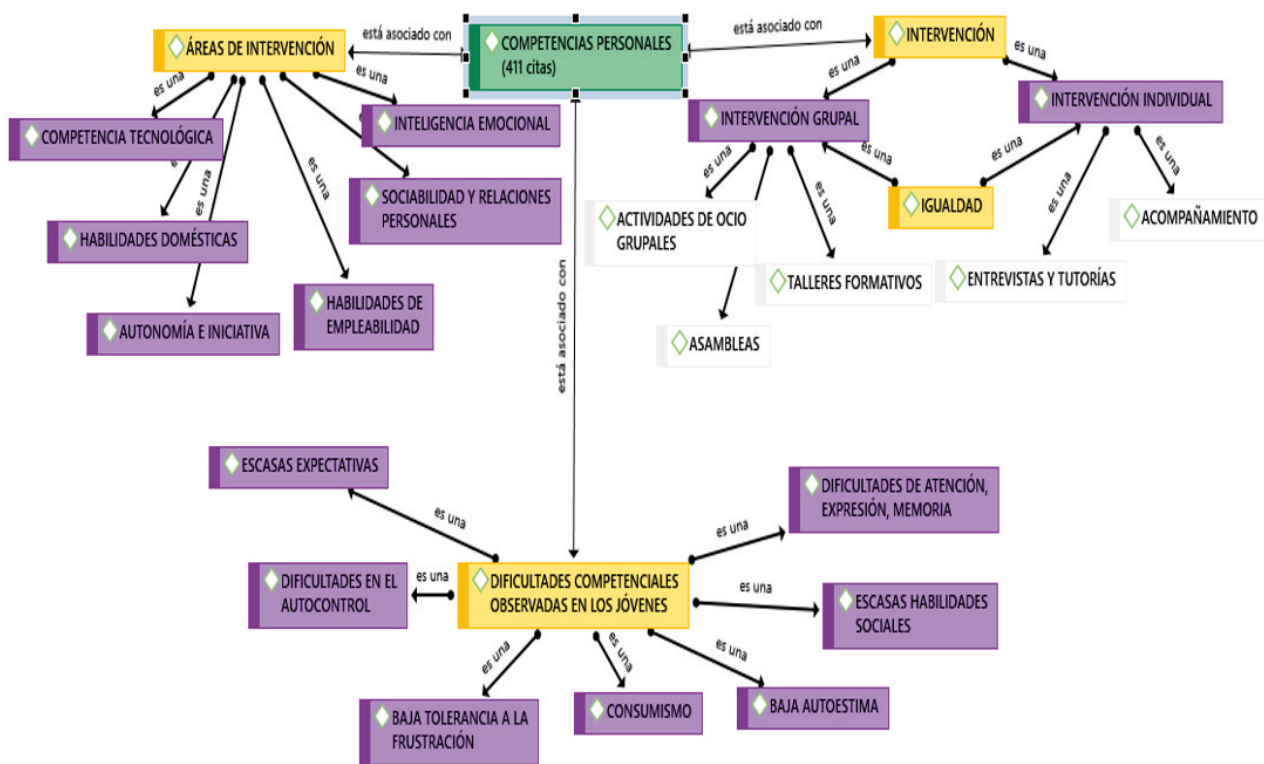 está asociado con
COMPETENCIAS PERSONALES
(411 citas)
está asociado con
INTERVENCIÓN
ÁREAS DE INTERVENCIÓN
es una
es una
es una
es una
COMPETENCIA TECNOLÓGICA
INTELIGENCIA EMOCIONAL
INTERVENCIÓN GRUPAL
INTERVENCIÓN INDIVIDUAL
es una
es una
es una
es una
es una
es una
es una
SOCIABILIDAD Y RELACIONES
PERSONALES
IGUALDAD
ACTIVIDADES DE OCIO
GRUPALES
ACOMPAÑAMIENTO
HABILIDADES DOMÉSTICAS
TALLERES FORMATIVOS
ENTREVISTAS Y TUTORÍAS
HABILIDADES DE
EMPLEABILIDAD
AUTONOMÍA E INICIATIVA
ASAMBLEAS
está asociado con
ESCASAS EXPECTATIVAS
DIFICULTADES DE ATENCIÓN,
EXPRESIÓN, MEMORIA
es una
es una
DIFICULTADES EN EL
AUTOCONTROL
es una
DIFICULTADES COMPETENCIALES
OBSERVADAS EN LOS JÓVENES
es una
ESCASAS HABILIDADES
SOCIALES
es una
es una
es una
BAJA TOLERANCIA A LA
FRUSTRACIÓN
CONSUMISMO
BAJA AUTOESTIMA